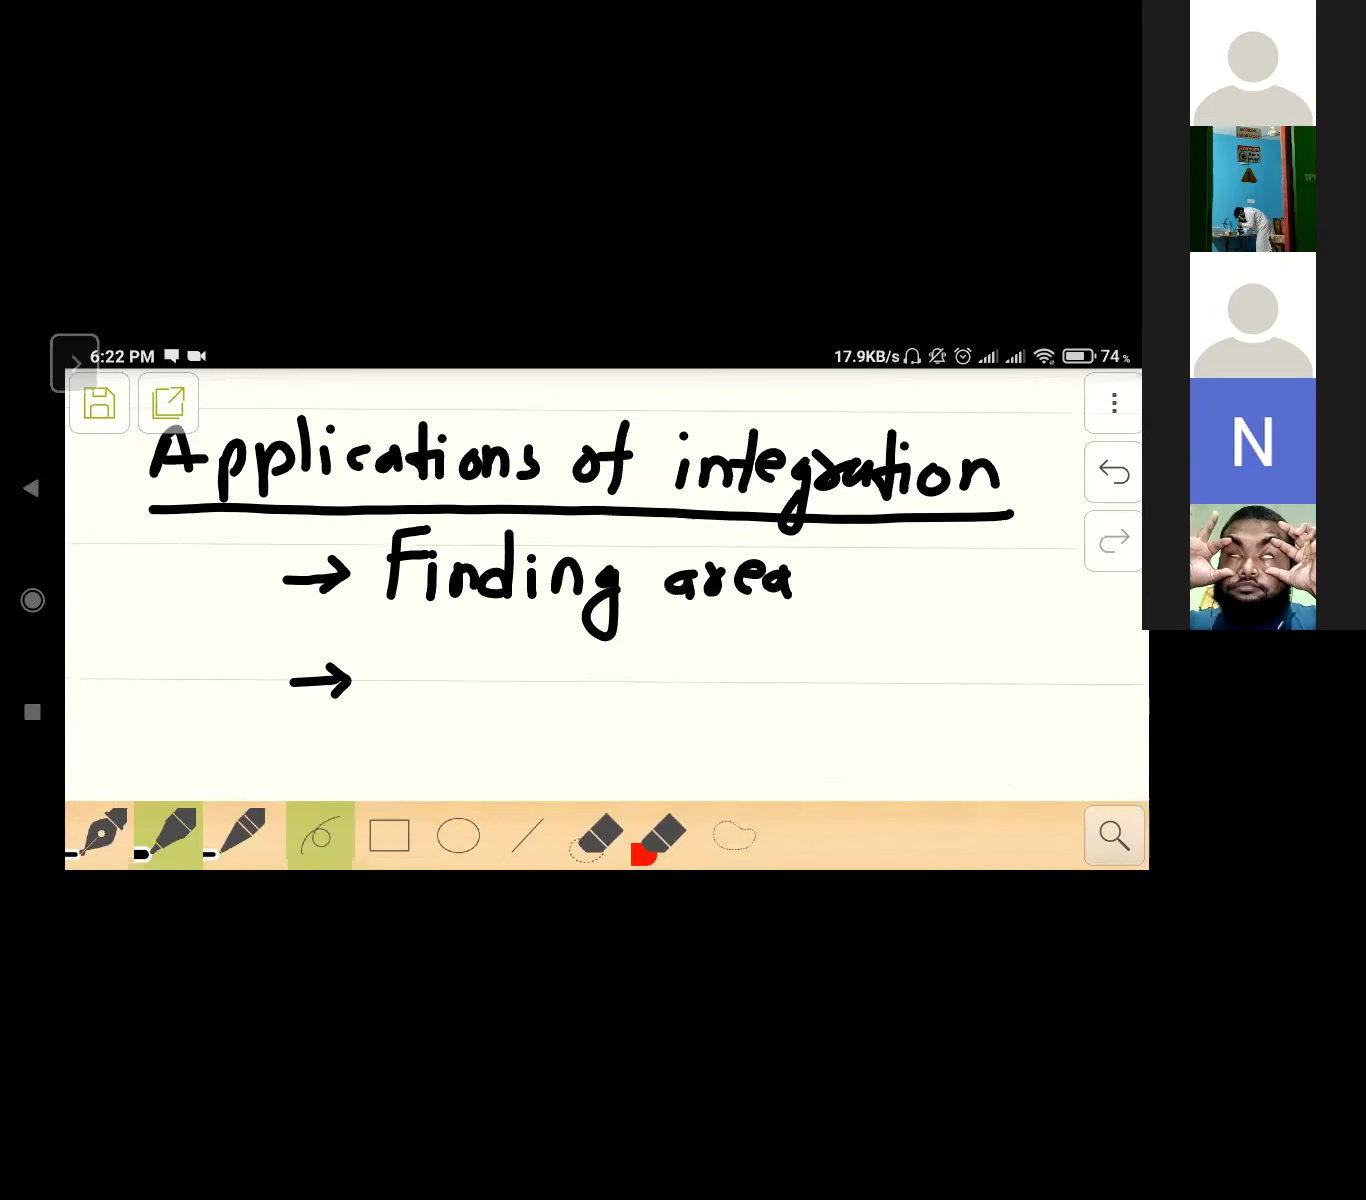 6:22 PM 17.9KB/s 74%
Applications of integration
→ Finding area
→
N